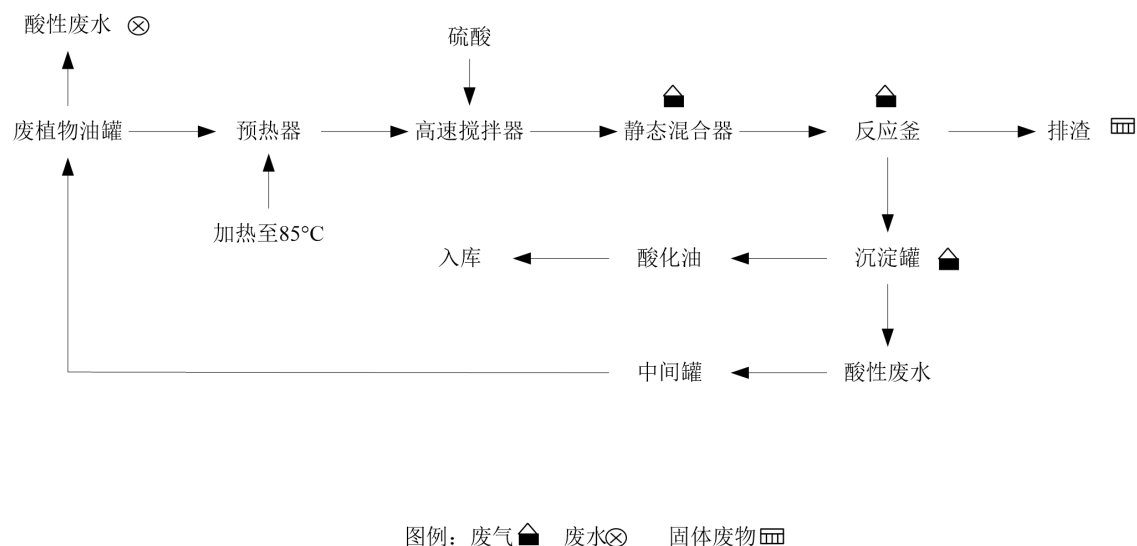 酸性废水
硫酸
废植物油罐 预热器 高速搅拌器 静态混合器 反应釜 排渣
加热至85°C
入库 酸化油 沉淀罐
中间罐 酸性废水
图例：废气 废水 固体废物